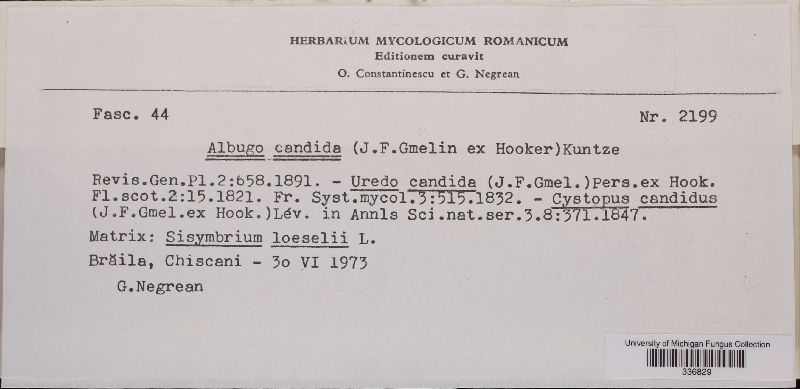 HERBARIUM MYCOLOGICUM ROMANICUM
Editionem curavit
O. Constantinescu et G. Negrean
Fasc. 44 Nr. 2199
Albugo candida (J.F.Gmelin ex Hooker)Kuntze
Revis.Gen.Pl.2:658.1891. - Uredo candida (J.F.Gmel.)Pers.ex Hook.
Fl.scot.2:15.1821. Fr. Syst.mycol.3:515.1832. - Cystopus candidus
(J.F.Gmel.ex Hook.)Lév. in Annls Sci.nat.ser.3.8:371.1847.
Matrix: Sisymbrium loeselii L.
Brăila, Chiscani - 3o VI 1973
G.Negrean
University of Michigan Fungus Collection
336829